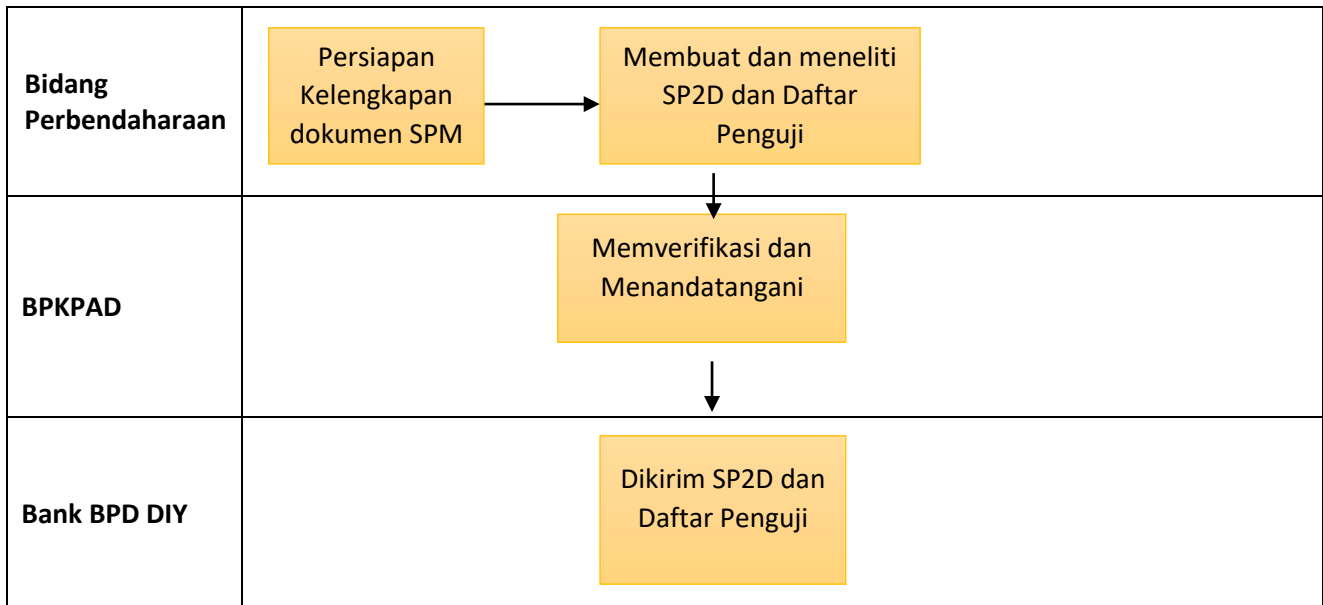 Bidang
Perbendaharaan
Persiapan
Kelengkapan
dokumen SPM
Membuat dan meneliti
SP2D dan Daftar
Penguji
BPKPAD
Memverifikasi dan
Menandatangani
Bank BPD DIY
Dikirim SP2D dan
Daftar Penguji